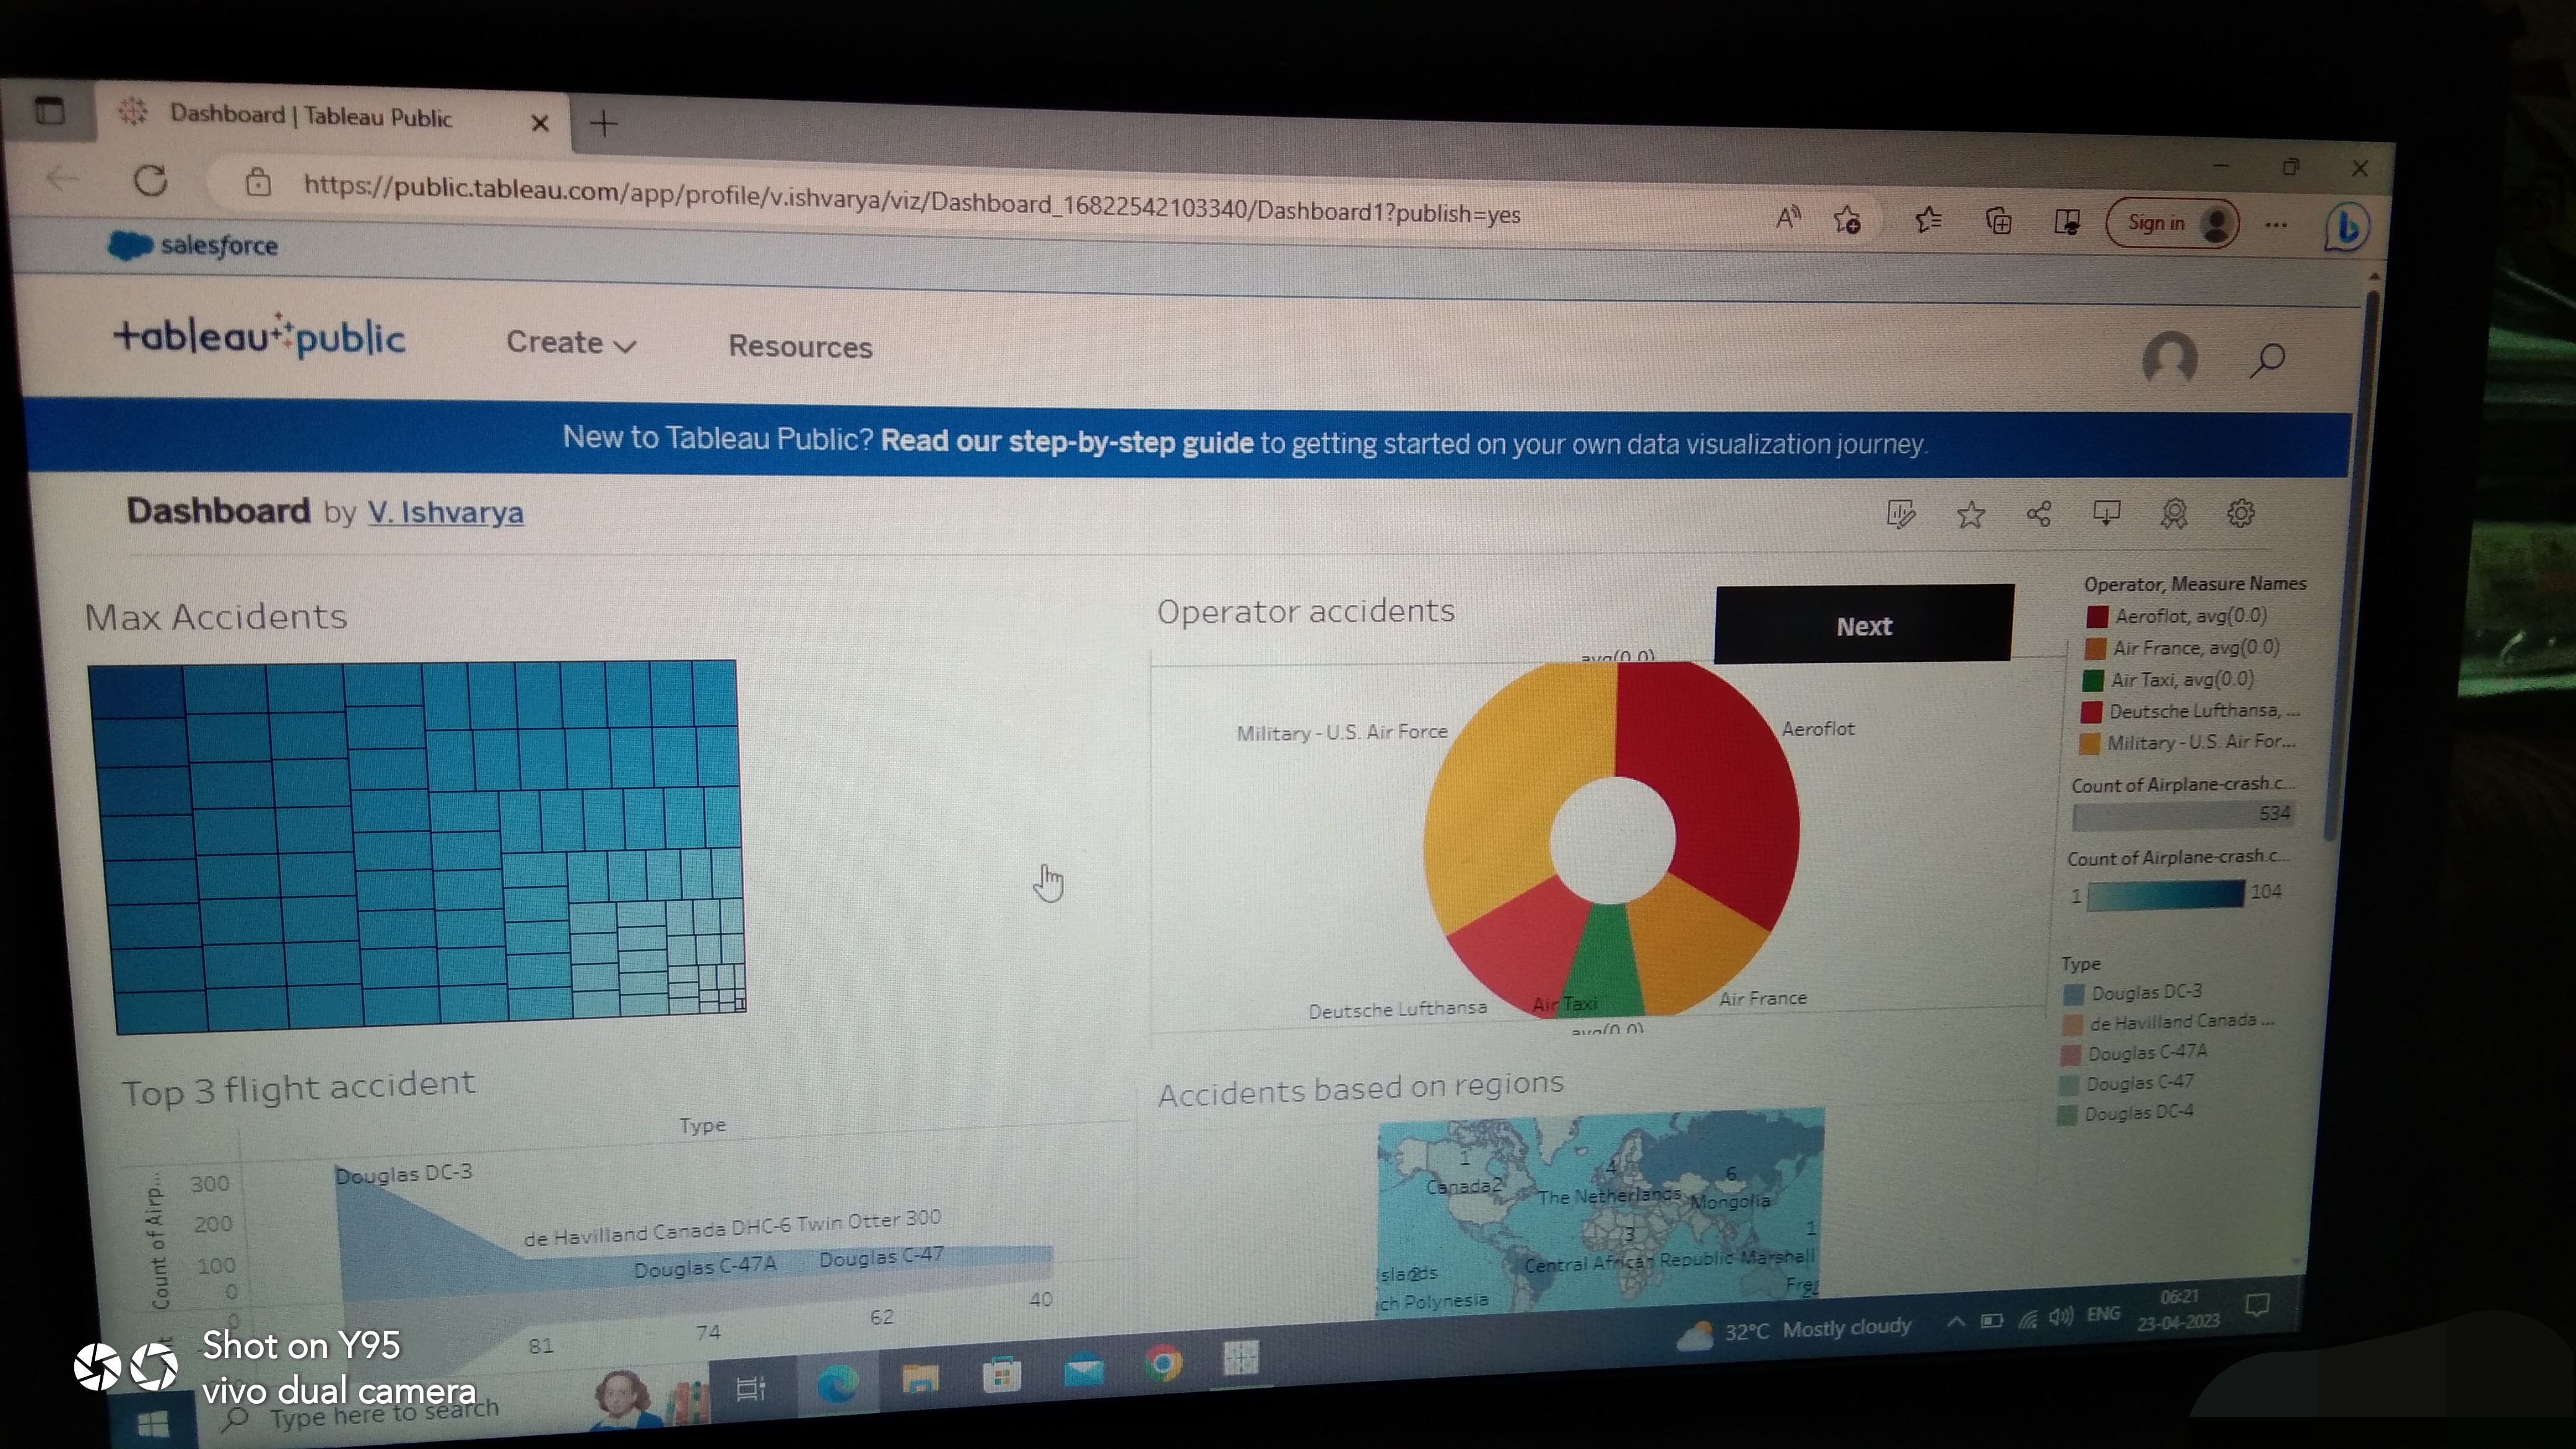 Dashboard | Tableau Public
https://public.tableau.com/app/profile/v.ishvarya/viz/Dashboard_16822542103340/Dashboard1?publish=yes
Sign in
salesforce
tableau public
Create
Resources
New to Tableau Public? Read our step-by-step guide to getting started on your own data visualization journey.
Dashboard by V. Ishvarya
Max Accidents
Operator accidents
Next
avg(0.0)
Military - U.S. Air Force
Aeroflot
Deutsche Lufthansa
Air Taxi
Air France
avg(0.0)
Operator, Measure Names
Aeroflot, avg(0.0)
Air France, avg(0.0)
Air Taxi, avg(0.0)
Deutsche Lufthansa, ...
Military - U.S. Air For...
Count of Airplane-crash.c...
534
Count of Airplane-crash.c...
1 104
Type
Douglas DC-3
de Havilland Canada ...
Douglas C-47A
Douglas C-47
Douglas DC-4
Top 3 flight accident
Type
Count of Airp...
300
200
100
0
0
Douglas DC-3
de Havilland Canada DHC-6 Twin Otter 300
Douglas C-47A
Douglas C-47
81
74
62
40
Accidents based on regions
1
Canada2
4
The Netherlands
6
Mongolia
3
1
Central African Republic Marshall
slands
ch Polynesia
Shot on Y95
vivo dual camera
Type here to search
32°C Mostly cloudy
ENG
06:21
23-04-2023